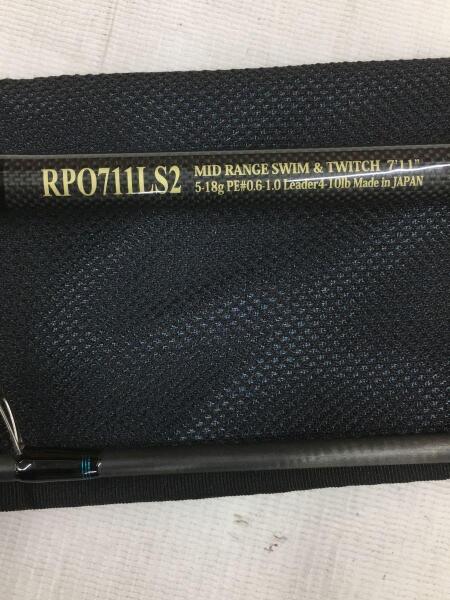 RPO711LS2
MID RANGE SWIM & TWITCH 7'11"
5-18g PE#0.6-1.0 Leader4-10lb Made in JAPAN